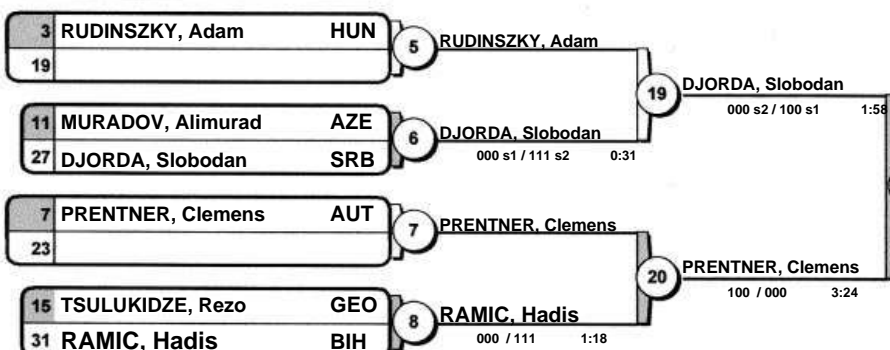 3 RUDINSZKY, Adam HUN
19
5
RUDINSZKY, Adam
11 MURADOV, Alimurad AZE
27 DJORDA, Slobodan SRB
6
DJORDA, Slobodan
000 s1 / 111 s2 0:31
19
DJORDA, Slobodan
000 s2 / 100 s1 1:58
7 PRENTNER, Clemens AUT
23
7
PRENTNER, Clemens
15 TSULUKIDZE, Rezo GEO
31 RAMIC, Hadis BIH
8
RAMIC, Hadis
000 / 111 1:18
20
PRENTNER, Clemens
100 / 000 3:24